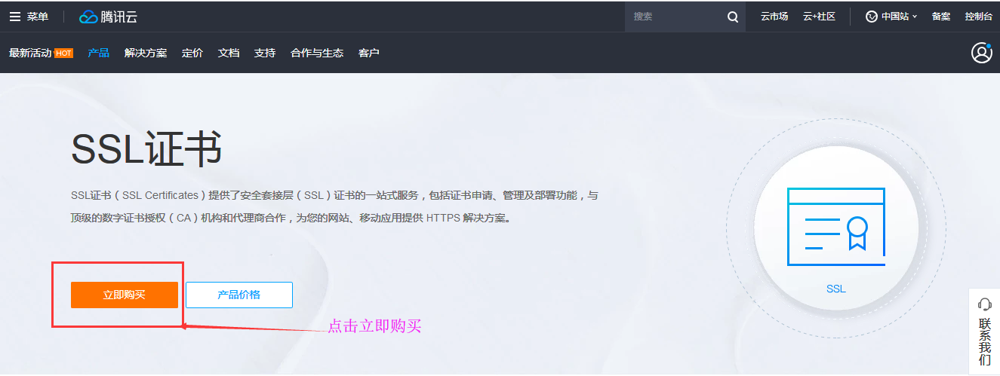 菜单 腾讯云 搜索 云市场 云+社区 中国站 备案 控制台
最新活动 HOT 产品 解决方案 定价 文档 支持 合作与生态 客户
SSL证书
SSL证书（SSL Certificates）提供了安全套接层（SSL）证书的一站式服务，包括证书申请、管理及部署功能，与
顶级的数字证书授权（CA）机构和代理商合作，为您的网站、移动应用提供 HTTPS 解决方案。
立即购买 产品价格
点击立即购买
SSL
联系我们